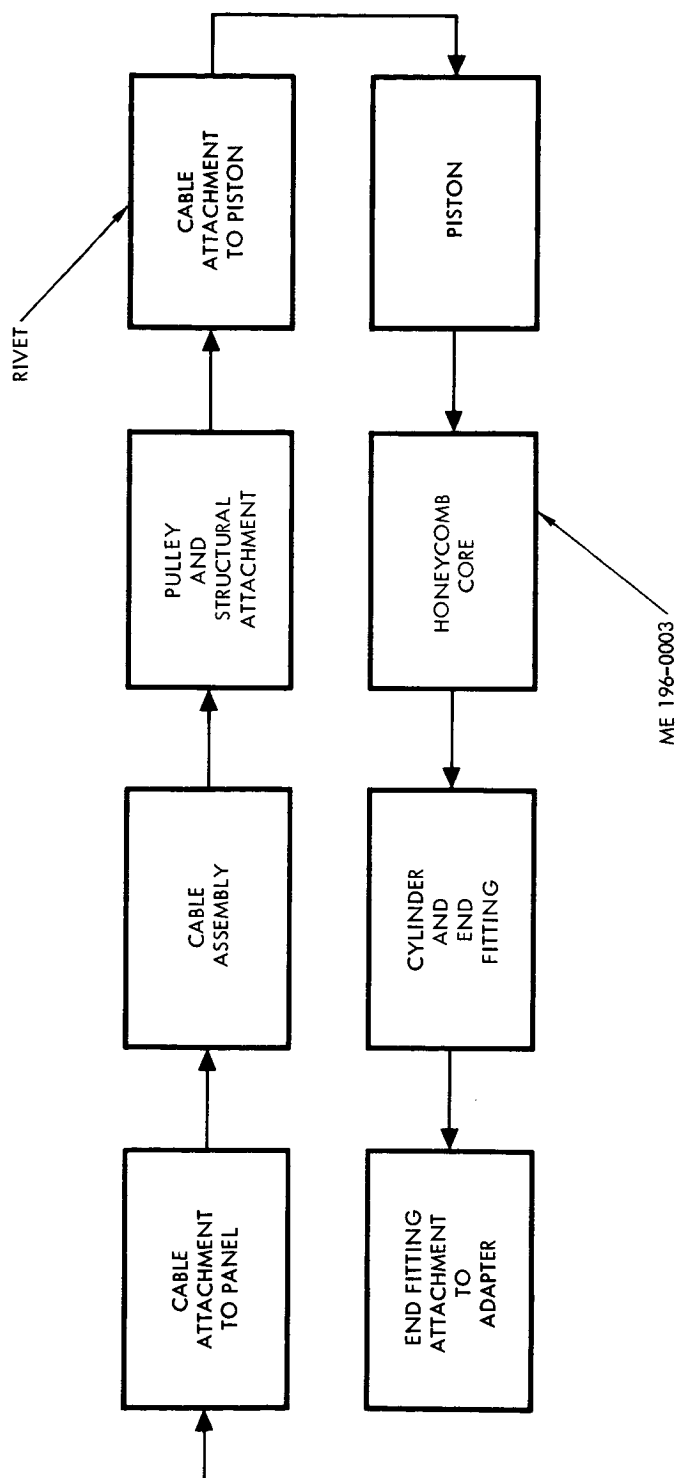 CABLE
ATTACHMENT
TO PANEL
CABLE
ASSEMBLY
PULLEY
AND
STRUCTURAL
ATTACHMENT
RIVET
CABLE
ATTACHMENT
TO PISTON
PISTON
HONEYCOMB
CORE
ME 196-0003
CYLINDER
AND
END
FITTING
END FITTING
ATTACHMENT
TO
ADAPTER